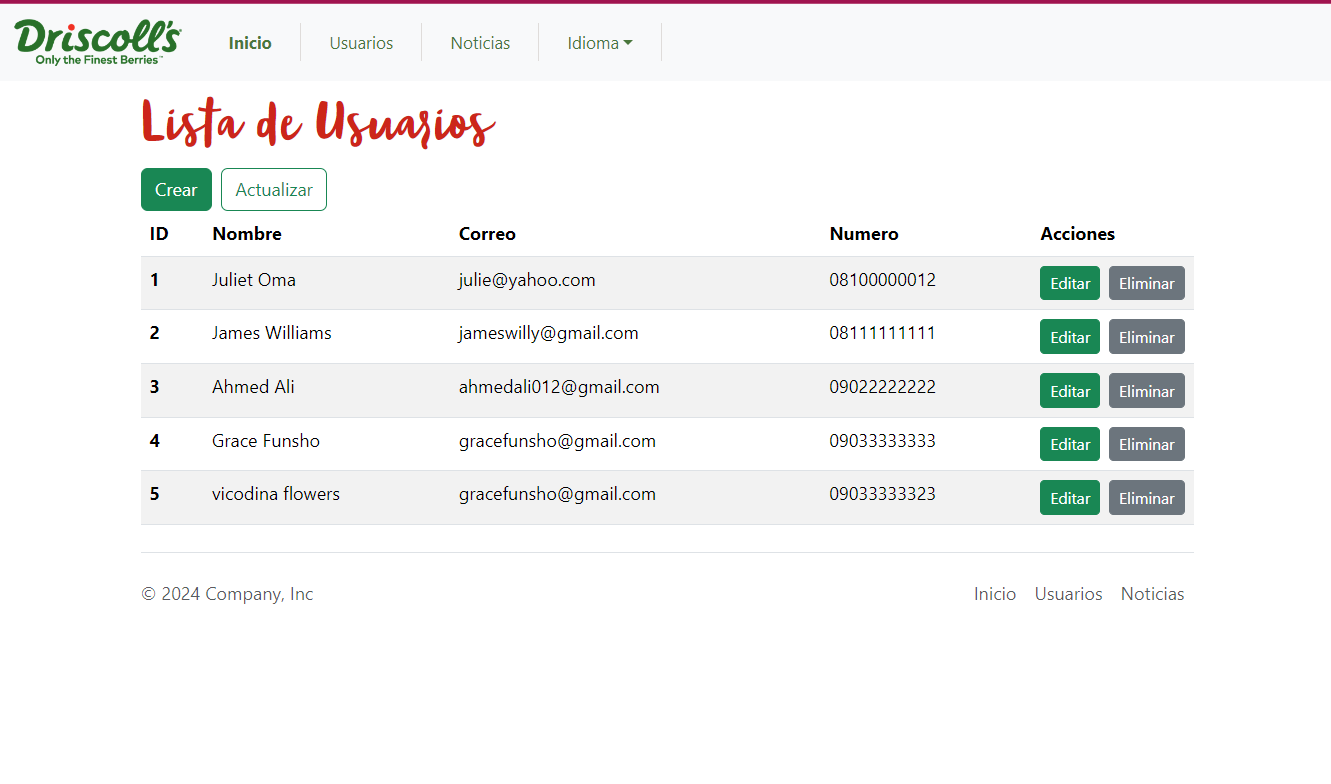 Driscoll's
Only the Finest Berries™
Inicio Usuarios Noticias Idioma
Lista de Usuarios
Crear Actualizar
ID Nombre Correo Numero Acciones
1 Juliet Oma julie@yahoo.com 08100000012 Editar Eliminar
2 James Williams jameswilly@gmail.com 08111111111 Editar Eliminar
3 Ahmed Ali ahmedali012@gmail.com 09022222222 Editar Eliminar
4 Grace Funsho gracefunsho@gmail.com 09033333333 Editar Eliminar
5 vicodina flowers gracefunsho@gmail.com 09033333323 Editar Eliminar
© 2024 Company, Inc Inicio Usuarios Noticias